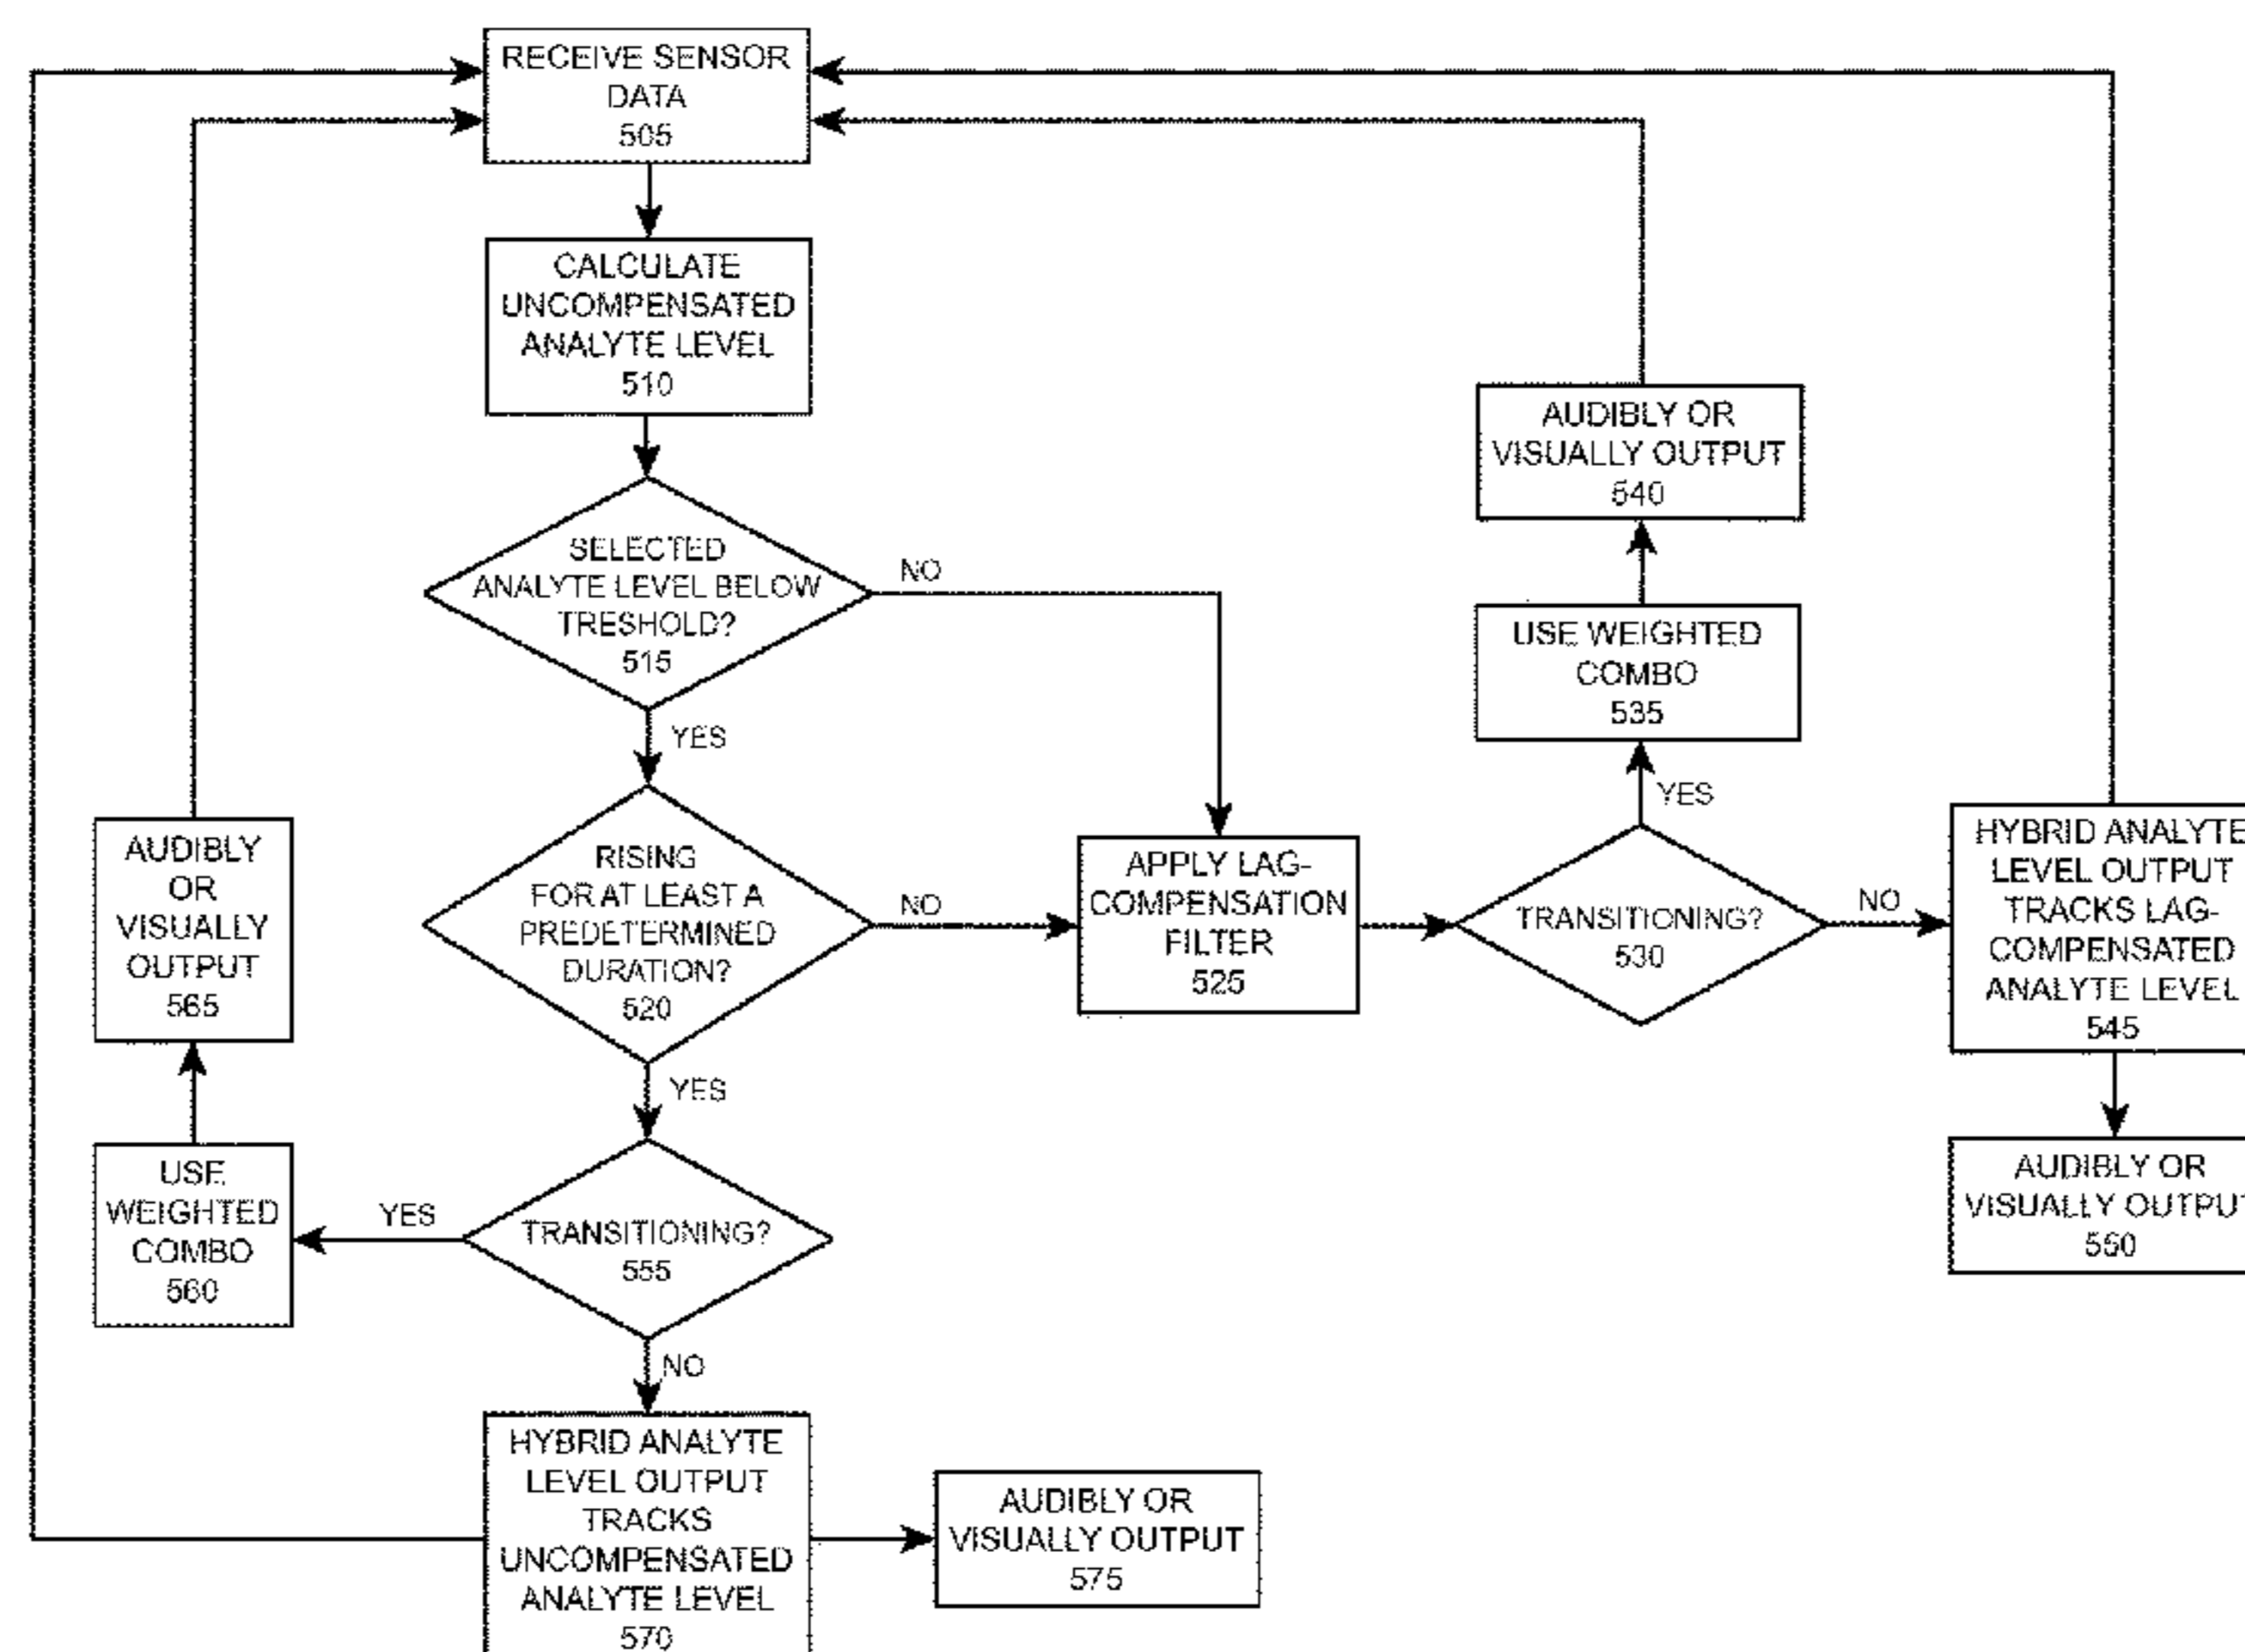 RECEIVE SENSOR
DATA
505
CALCULATE
UNCOMPENSATED
ANALYTE LEVEL
510
SELECTED
ANALYTE LEVEL BELOW
TRESHOLD?
515
NO
YES
RISING
FOR AT LEAST A
PREDETERMINED
DURATION?
520
NO
YES
APPLY LAG-
COMPENSATION
FILTER
525
TRANSITIONING?
530
YES
NO
USE WEIGHTED
COMBO
535
AUDIBLY OR
VISUALLY OUTPUT
540
HYBRID ANALYTE
LEVEL OUTPUT
TRACKS LAG-
COMPENSATED
ANALYTE LEVEL
545
AUDIBLY OR
VISUALLY OUTPUT
550
TRANSITIONING?
555
YES
NO
USE
WEIGHTED
COMBO
560
AUDIBLY
OR
VISUALLY
OUTPUT
565
HYBRID ANALYTE
LEVEL OUTPUT
TRACKS
UNCOMPENSATED
ANALYTE LEVEL
570
AUDIBLY OR
VISUALLY OUTPUT
575